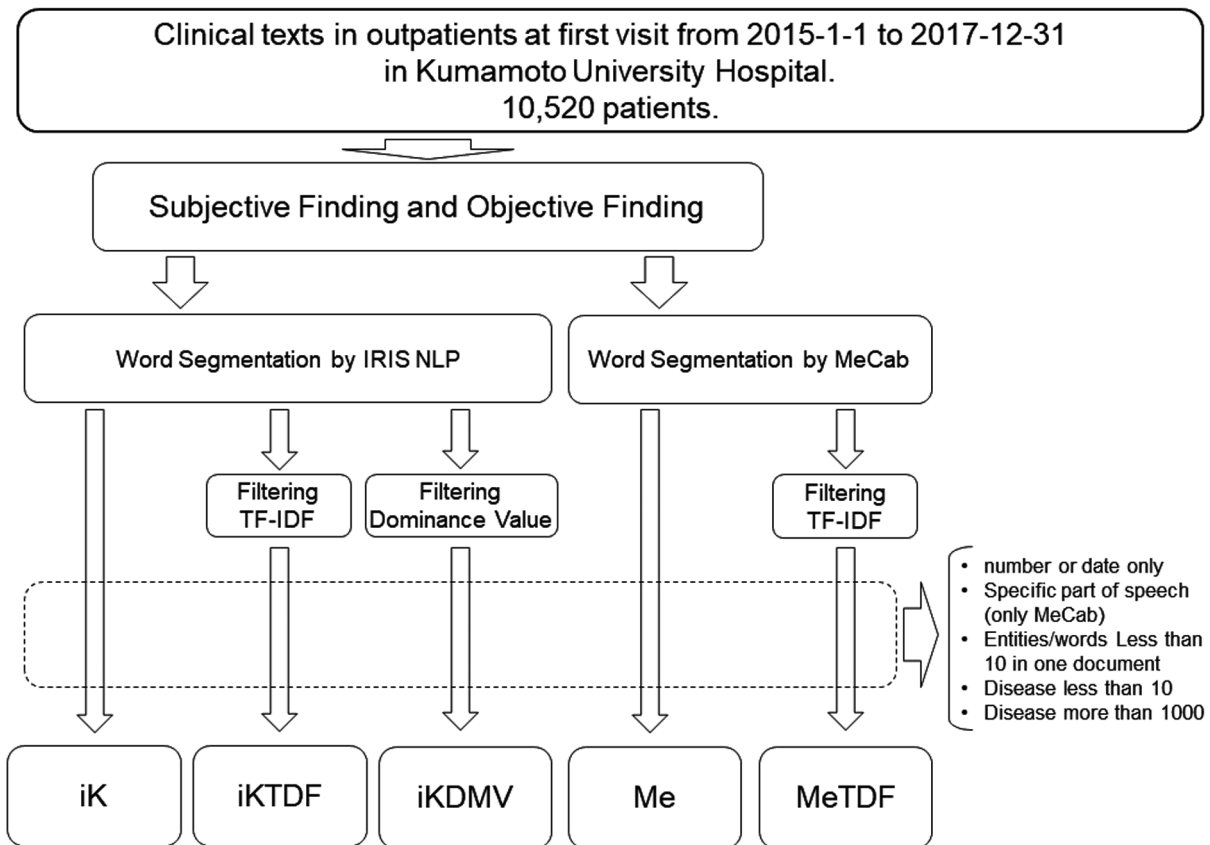 Clinical texts in outpatients at first visit from 2015-1-1 to 2017-12-31
in Kumamoto University Hospital.
10,520 patients.
Subjective Finding and Objective Finding
Word Segmentation by IRIS NLP
Word Segmentation by MeCab
Filtering
TF-IDF
Filtering
Dominance Value
Filtering
TF-IDF
• number or date only
• Specific part of speech
(only MeCab)
• Entities/words Less than
10 in one document
• Disease less than 10
• Disease more than 1000
iK
iKTDF
iKDMV
Me
MeTDF